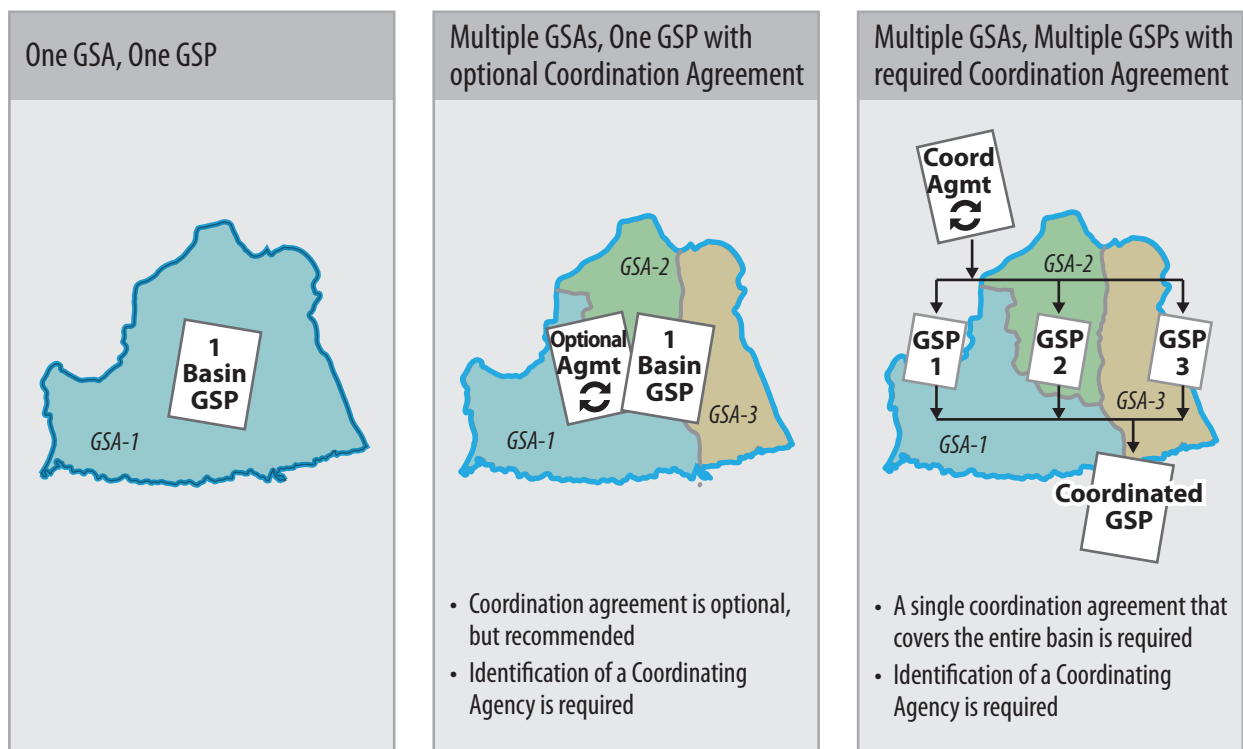 One GSA, One GSP
1
Basin
GSP
GSA-1
Multiple GSAs, One GSP with
optional Coordination Agreement
GSA-2
Optional
Agmt
1
Basin
GSP
GSA-3
GSA-1
• Coordination agreement is optional,
but recommended
• Identification of a Coordinating
Agency is required
Multiple GSAs, Multiple GSPs with
required Coordination Agreement
Coord
Agmt
GSA-2
GSP
1
GSP
2
GSP
3
GSA-3
GSA-1
Coordinated
GSP
• A single coordination agreement that
covers the entire basin is required
• Identification of a Coordinating
Agency is required